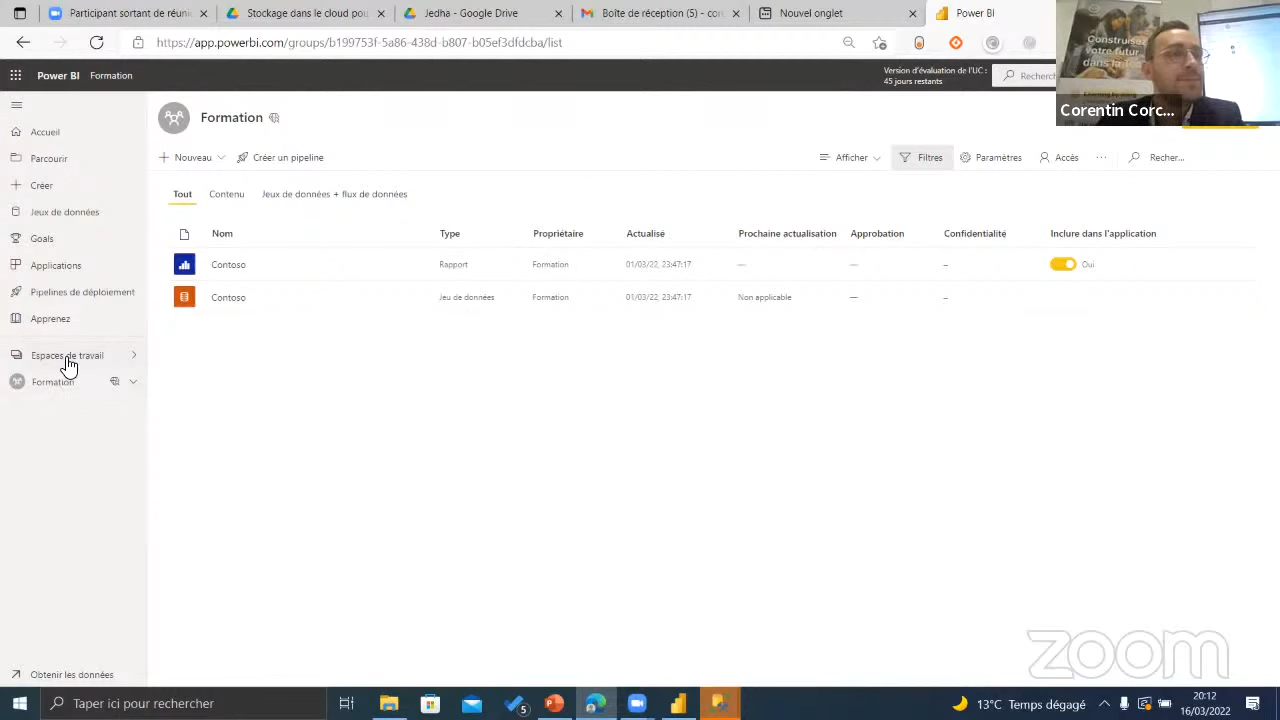 Participant sortant de réuni
Stockage dans le cloud pou
Jedha - Google Drive
Boîte de réception (5) - cor
Nouvel onglet
Power BI
https://app.powerbi.com/groups/b199753f-5a86-438d-b807-b05ef3dfdcba/list
Power BI Formation
Version d'évaluation de l'UC :
45 jours restants
Recherch
Construisez
votre futur
dans la Tech
Corentin Corc...
Formation
Accueil
Parcourir
Créer
Jeux de données
Goals
Applications
Pipelines de déploiement
Apprenez
Espaces de travail
Formation
Obtenir les données
Nouveau Créer un pipeline Afficher Filtres Paramètres Accès ... Recher...
Tout Contenu Jeux de données + flux de données
Nom Type Propriétaire Actualisé Prochaine actualisation Approbation Confidentialité Inclure dans l'application
Contoso Rapport Formation 01/03/22, 23:47:17 — — – Oui
Contoso Jeu de données Formation 01/03/22, 23:47:17 Non applicable — –
zoom
Taper ici pour rechercher
5
13°C Temps dégagé
20:12
16/03/2022